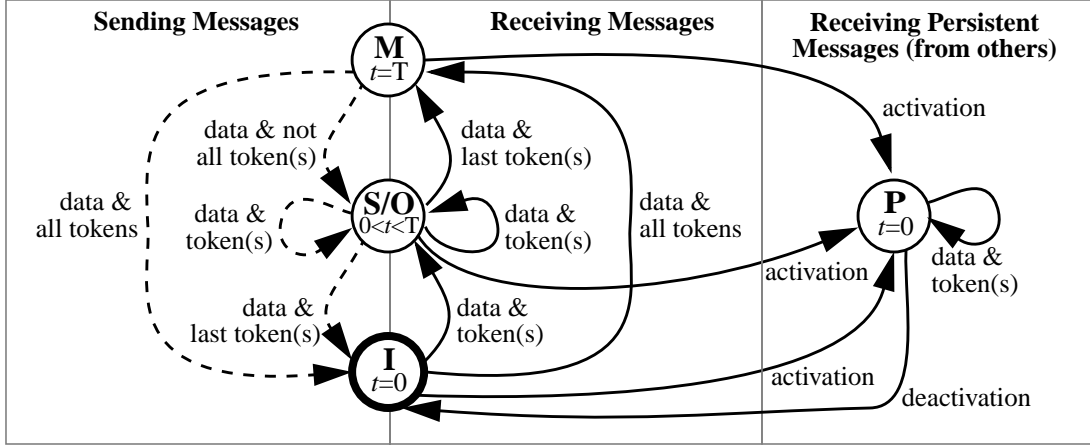 Sending Messages
Receiving Messages
Receiving Persistent
Messages (from others)
M
t=T
activation
data & not
all token(s)
data &
last token(s)
data &
all tokens
data &
token(s)
S/O
0<t<T
data &
token(s)
data &
all tokens
P
t=0
activation
data &
token(s)
data &
last token(s)
data &
token(s)
I
t=0
activation
deactivation